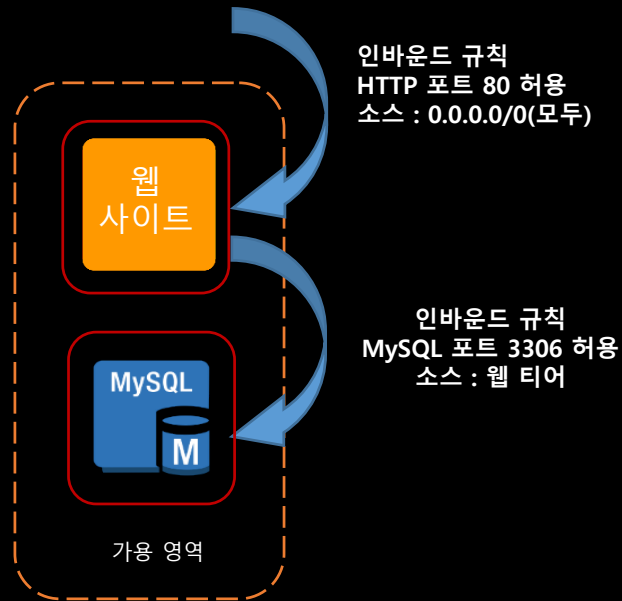 인바운드 규칙
HTTP 포트 80 허용
소스 : 0.0.0.0/0(모두)
웹
사이트
인바운드 규칙
MySQL 포트 3306 허용
소스 : 웹 티어
MySQL
M
가용 영역